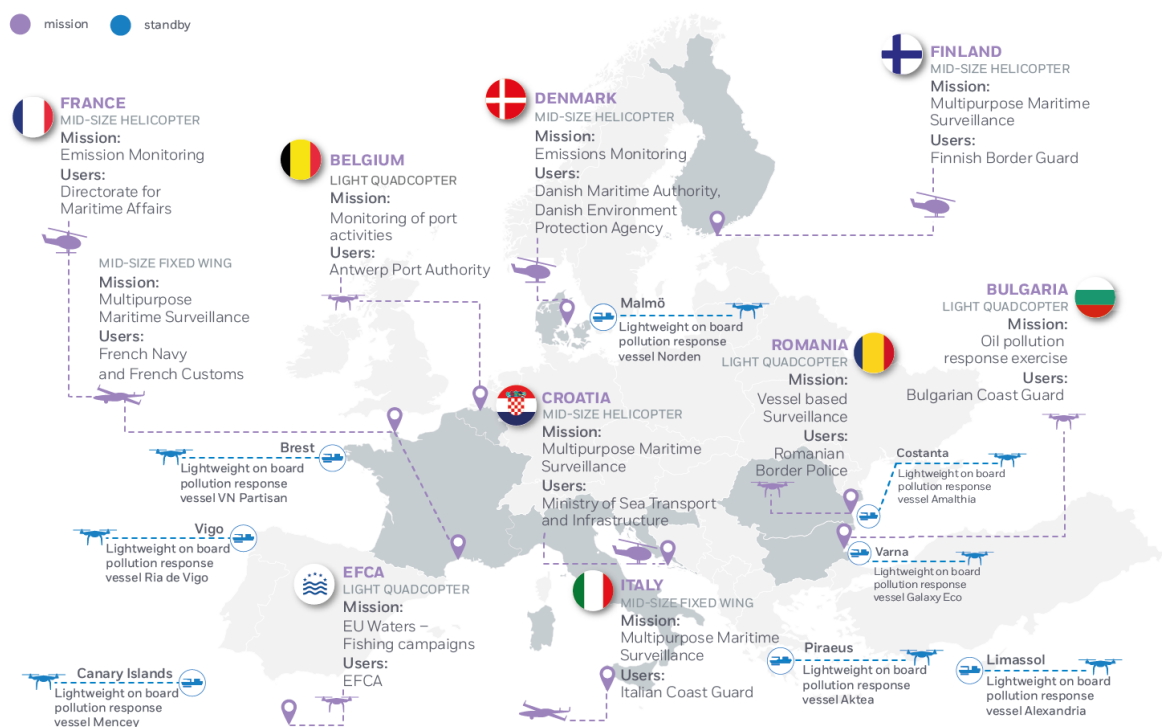 mission
standby
FRANCE
MID-SIZE HELICOPTER
Mission:
Emission Monitoring
Users:
Directorate for
Maritime Affairs
MID-SIZE FIXED WING
Mission:
Multipurpose
Maritime Surveillance
Users:
French Navy
and French Customs
BELGIUM
LIGHT QUADCOPTER
Mission:
Monitoring of port
activities
Users:
Antwerp Port Authority
DENMARK
MID-SIZE HELICOPTER
Mission:
Emissions Monitoring
Users:
Danish Maritime Authority,
Danish Environment
Protection Agency
FINLAND
MID-SIZE HELICOPTER
Mission:
Multipurpose Maritime
Surveillance
Users:
Finnish Border Guard
Malmö
Lightweight on board
pollution response
vessel Norden
BULGARIA
LIGHT QUADCOPTER
Mission:
Oil pollution
response exercise
Users:
Bulgarian Coast Guard
ROMANIA
LIGHT QUADCOPTER
Mission:
Vessel based
Surveillance
Users:
Romanian
Border Police
CROATIA
MID-SIZE HELICOPTER
Mission:
Multipurpose Maritime
Surveillance
Users:
Ministry of Sea Transport
and Infrastructure
Brest
Lightweight on board
pollution response
vessel VN Partisan
Costanta
Lightweight on board
pollution response
vessel Amalthia
Vigo
Lightweight on board
pollution response
vessel Ria de Vigo
Varna
Lightweight on board
pollution response
vessel Galaxy Eco
EFCA
LIGHT QUADCOPTER
Mission:
EU Waters –
Fishing campaigns
Users:
EFCA
ITALY
MID-SIZE FIXED WING
Mission:
Multipurpose Maritime
Surveillance
Users:
Italian Coast Guard
Canary Islands
Lightweight on board
pollution response
vessel Mencey
Piraeus
Lightweight on board
pollution response
vessel Aktea
Limassol
Lightweight on board
pollution response
vessel Alexandria